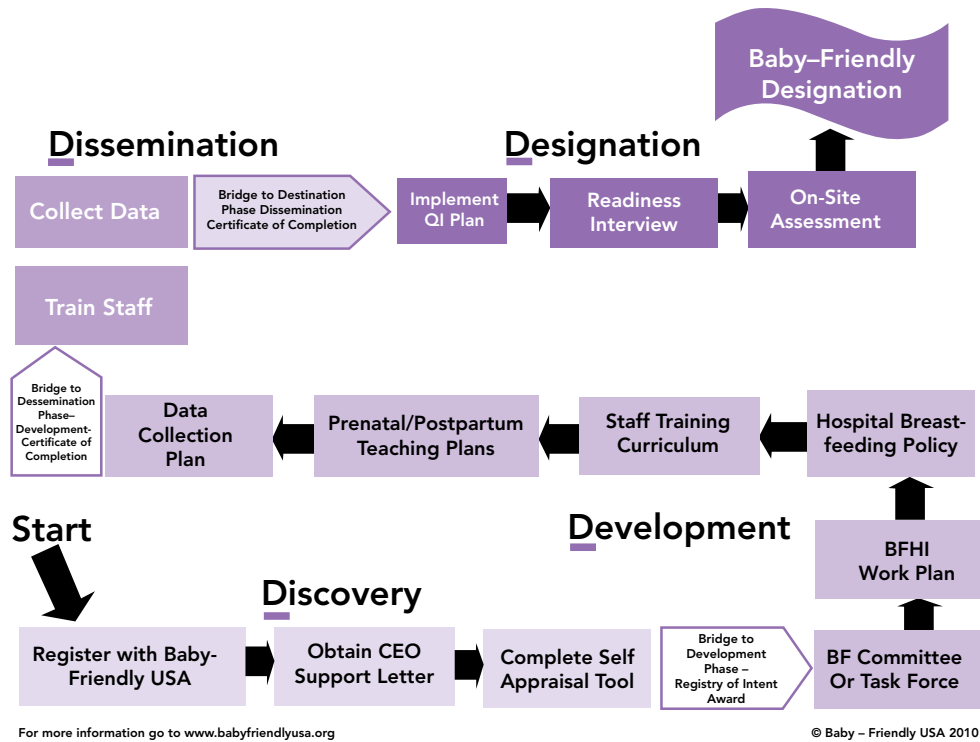 Baby–Friendly
Designation
Dissemination
Designation
Collect Data
Bridge to Destination
Phase Dissemination
Certificate of Completion
Implement
QI Plan
Readiness
Interview
On-Site
Assessment
Train Staff
Bridge to
Dessemination
Phase–
Development-
Certificate of
Completion
Data
Collection
Plan
Prenatal/Postpartum
Teaching Plans
Staff Training
Curriculum
Hospital Breast-
feeding Policy
Start
Development
BFHI
Work Plan
Discovery
Register with Baby-
Friendly USA
Obtain CEO
Support Letter
Complete Self
Appraisal Tool
Bridge to
Development
Phase –
Registry of Intent
Award
BF Committee
Or Task Force
For more information go to www.babyfriendlyusa.org
© Baby – Friendly USA